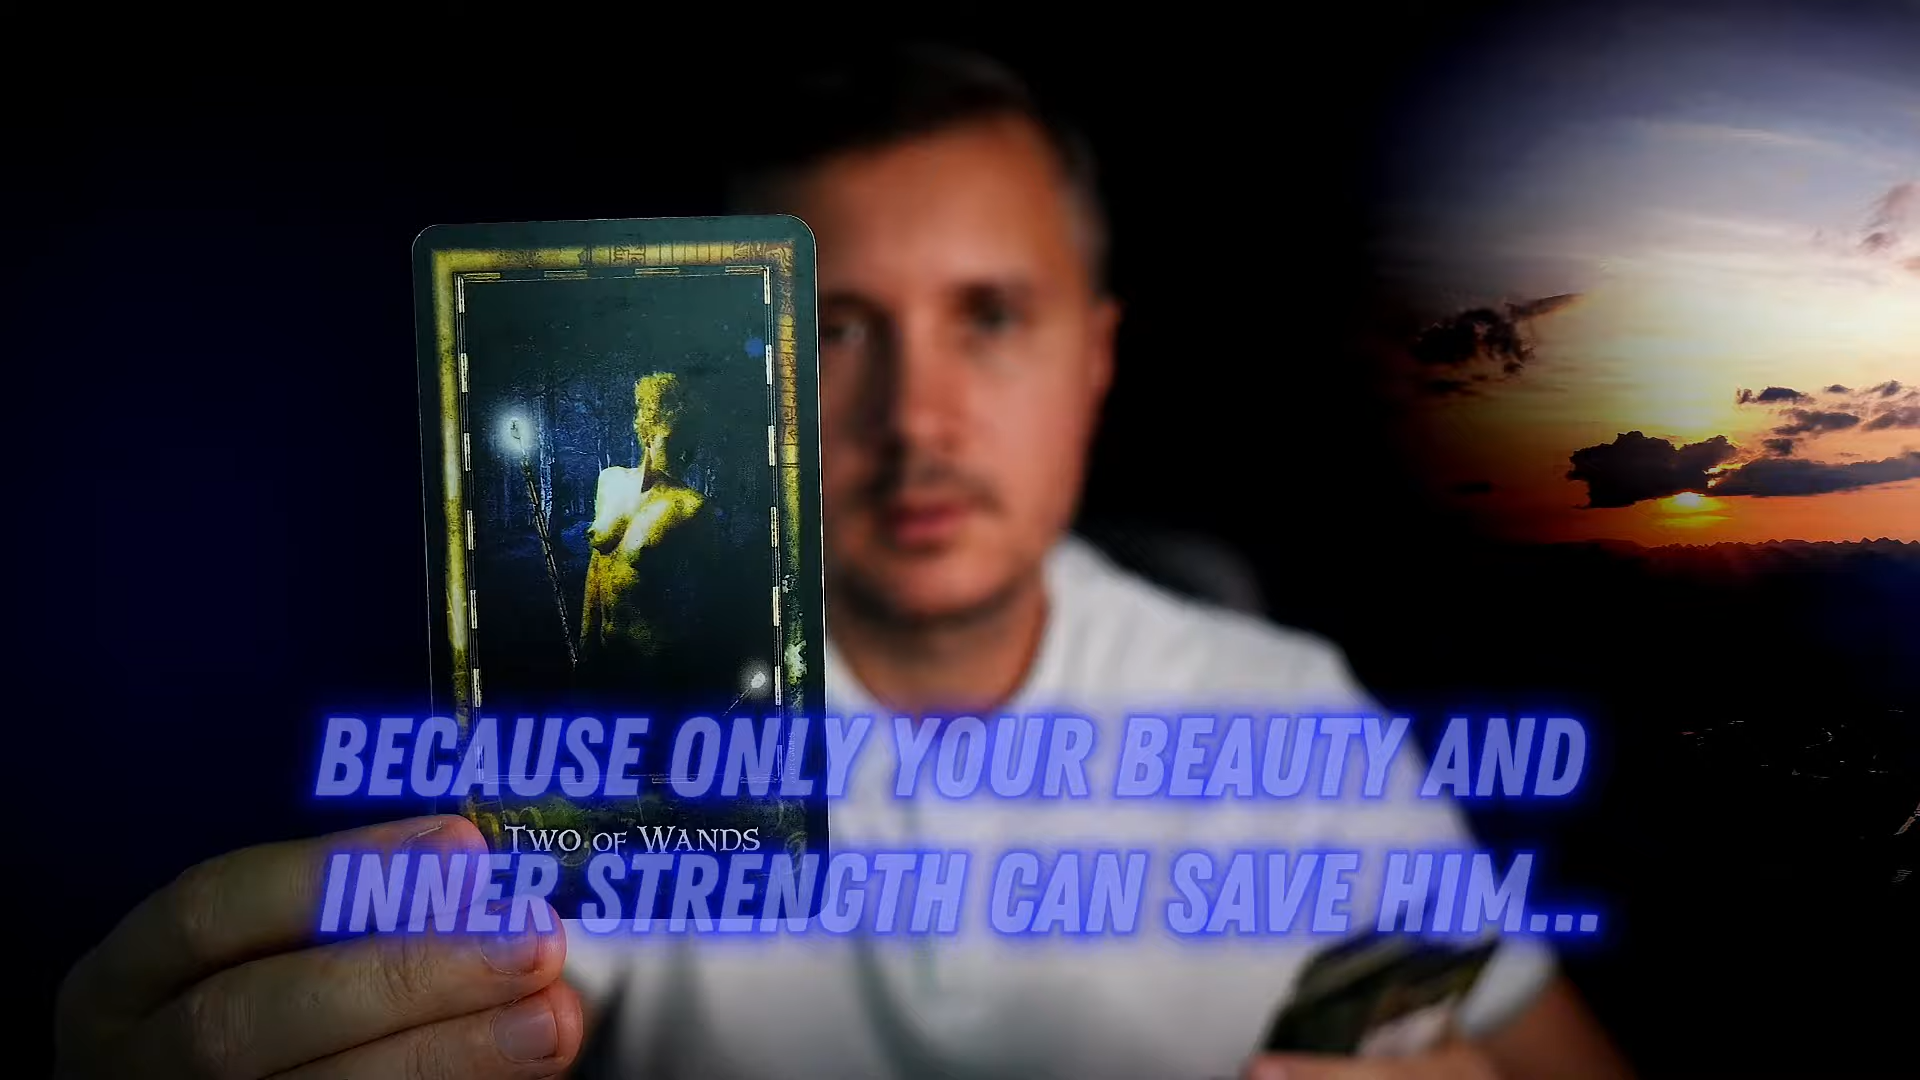 BECAUSE ONLY YOUR BEAUTY AND
TWO OF WANDS
INNER STRENGTH CAN SAVE HIM...